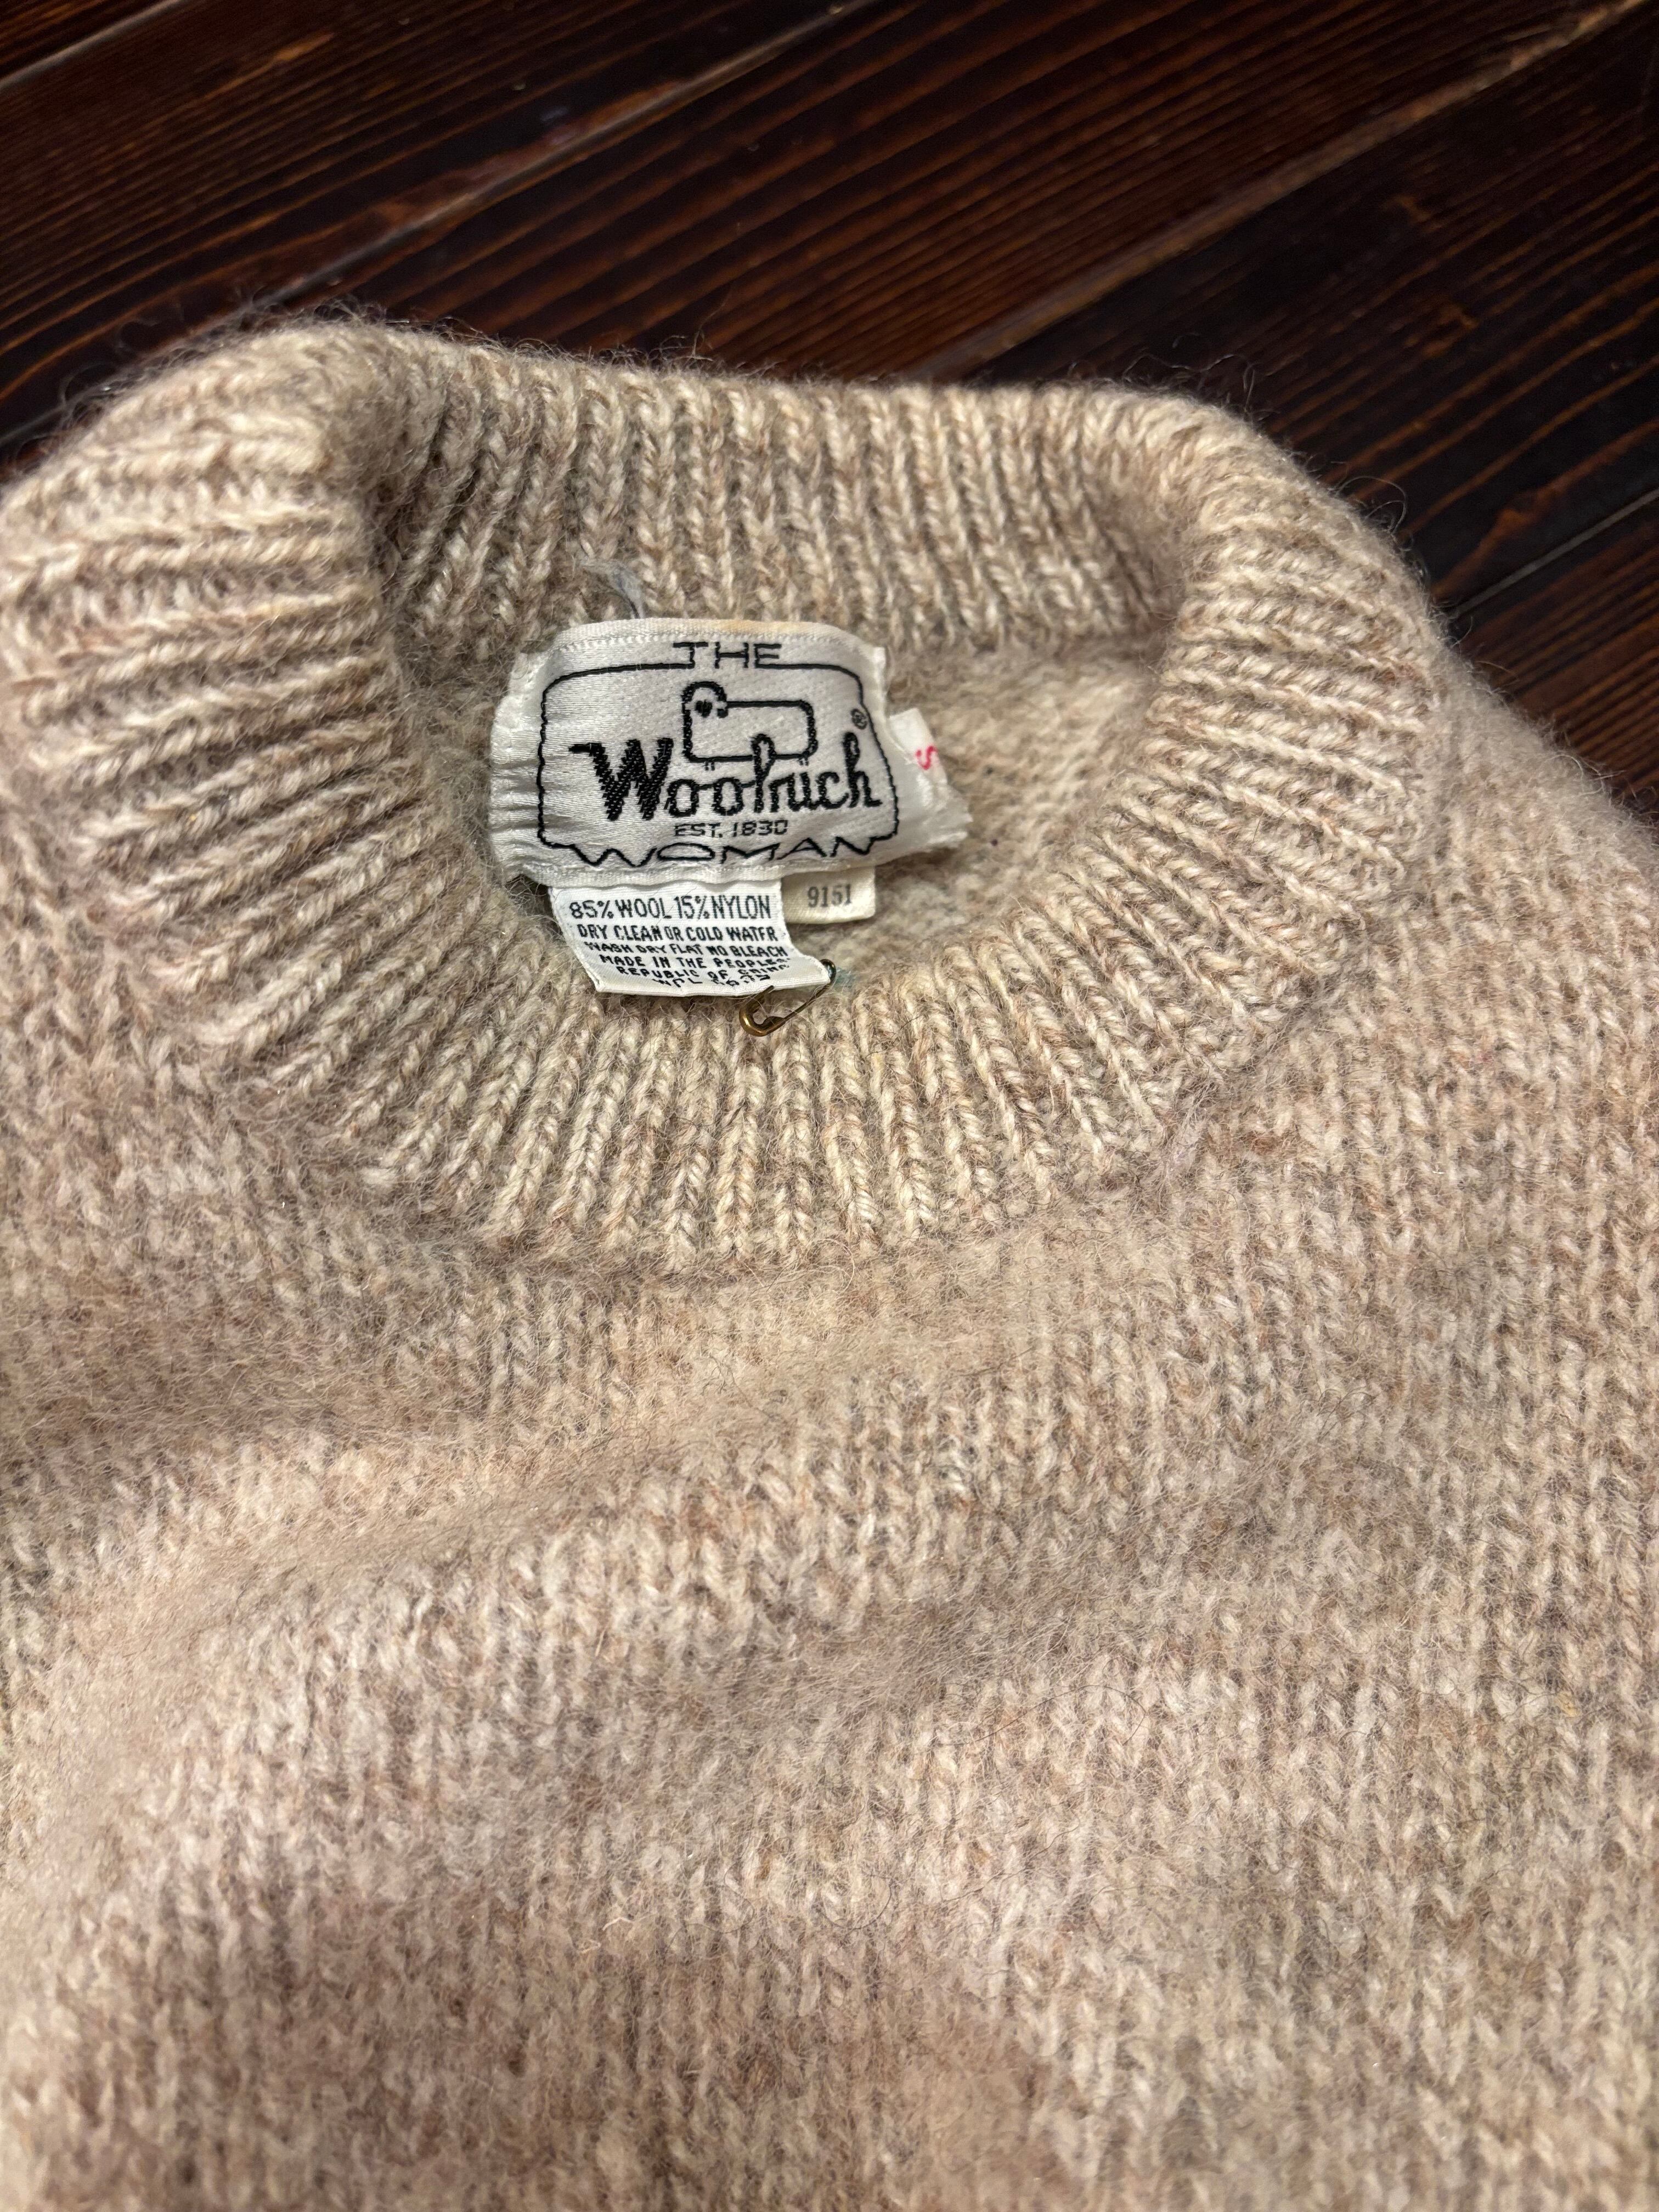 THE
®
Woolrich
EST. 1830
WOMAN
S
85% WOOL 15% NYLON
9151
DRY CLEAN OR COLD WATER
WASH DRY FLAT NO BLEACH
MADE IN THE PEOPLES
REPUBLIC OF CHINA